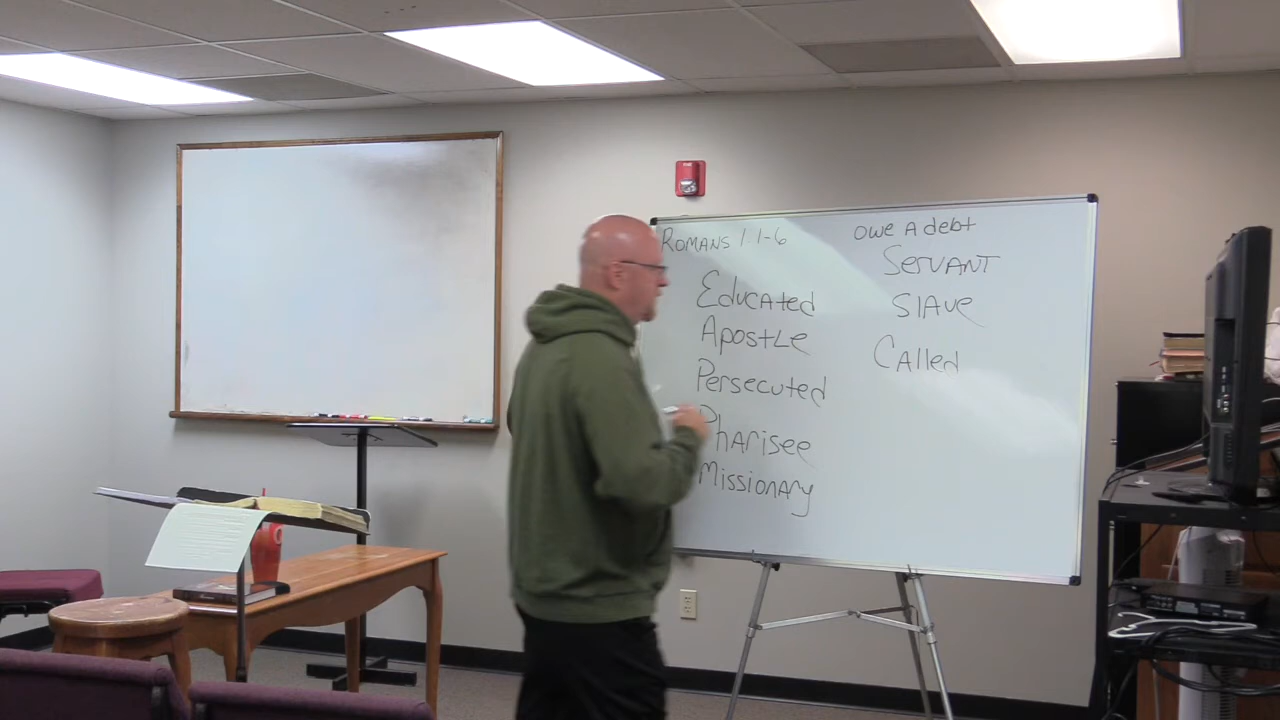 Romans 1 1-6
Educated
Apostle
Persecuted
Pharisee
Missionary
owe A debt
Servant
Slave
Called